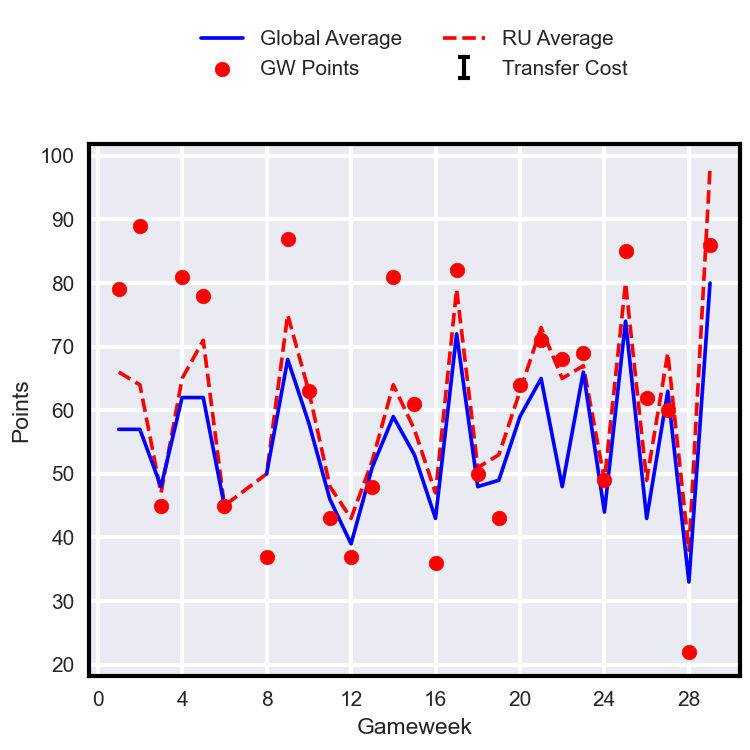 Global Average
RU Average
GW Points
Transfer Cost
100
90
80
70
60
50
40
30
20
Points
0 4 8 12 16 20 24 28
Gameweek